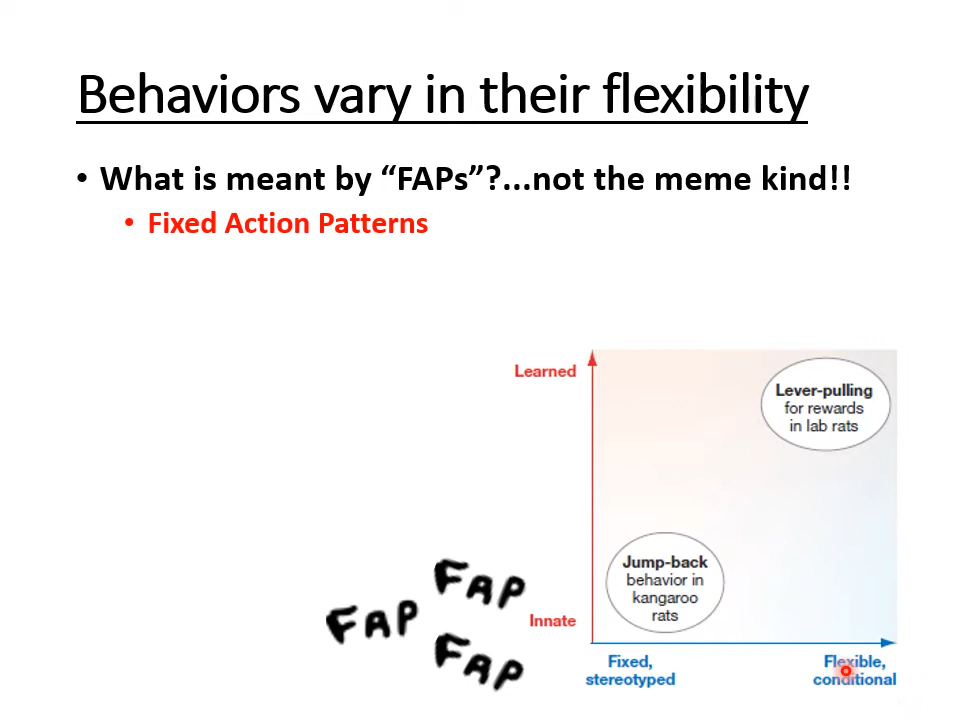 Behaviors vary in their flexibility
• What is meant by “FAPs”?...not the meme kind!!
• Fixed Action Patterns
Learned
Lever-pulling
for rewards
in lab rats
Jump-back
behavior in
kangaroo
rats
FAP
FAP
FAP
Innate
Fixed,
stereotyped
Flexible,
conditional